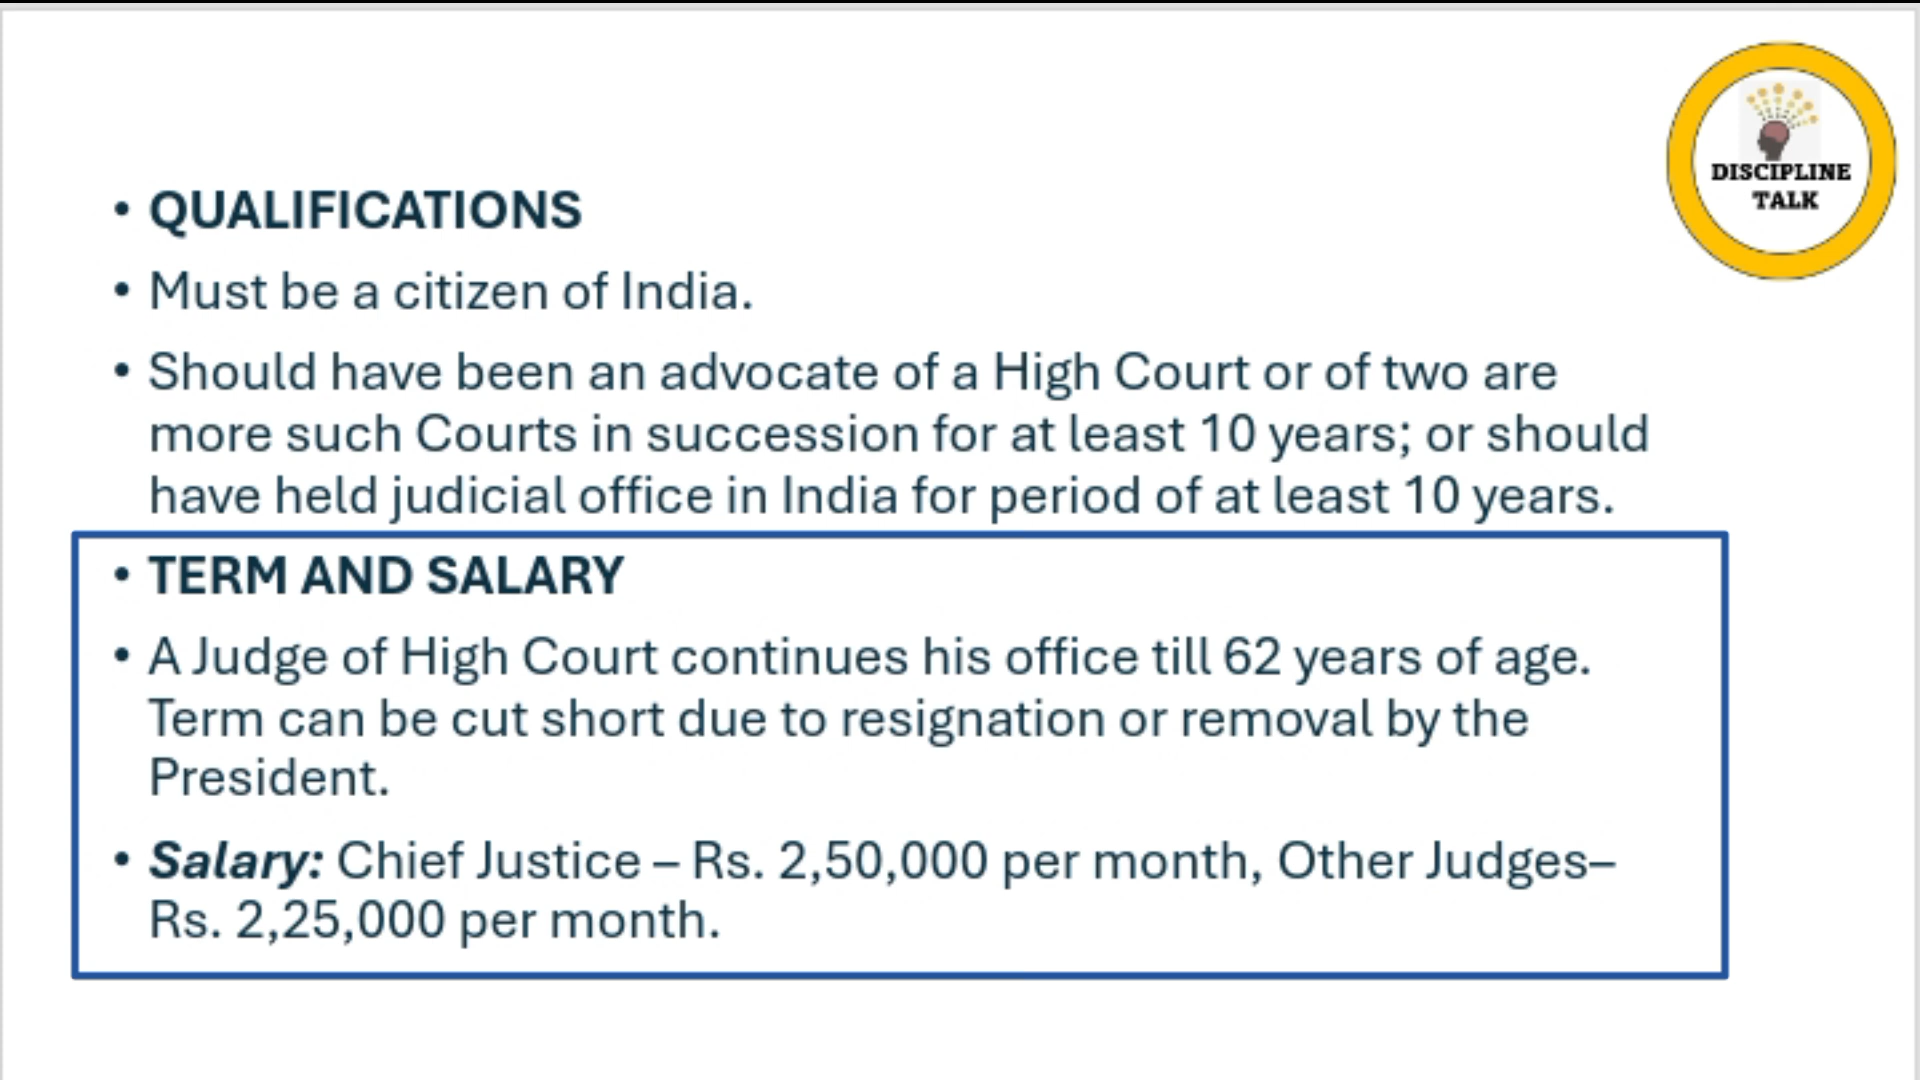 DISCIPLINE
TALK
• QUALIFICATIONS
• Must be a citizen of India.
• Should have been an advocate of a High Court or of two are
more such Courts in succession for at least 10 years; or should
have held judicial office in India for period of at least 10 years.
• TERM AND SALARY
• A Judge of High Court continues his office till 62 years of age.
Term can be cut short due to resignation or removal by the
President.
• Salary: Chief Justice – Rs. 2,50,000 per month, Other Judges–
Rs. 2,25,000 per month.